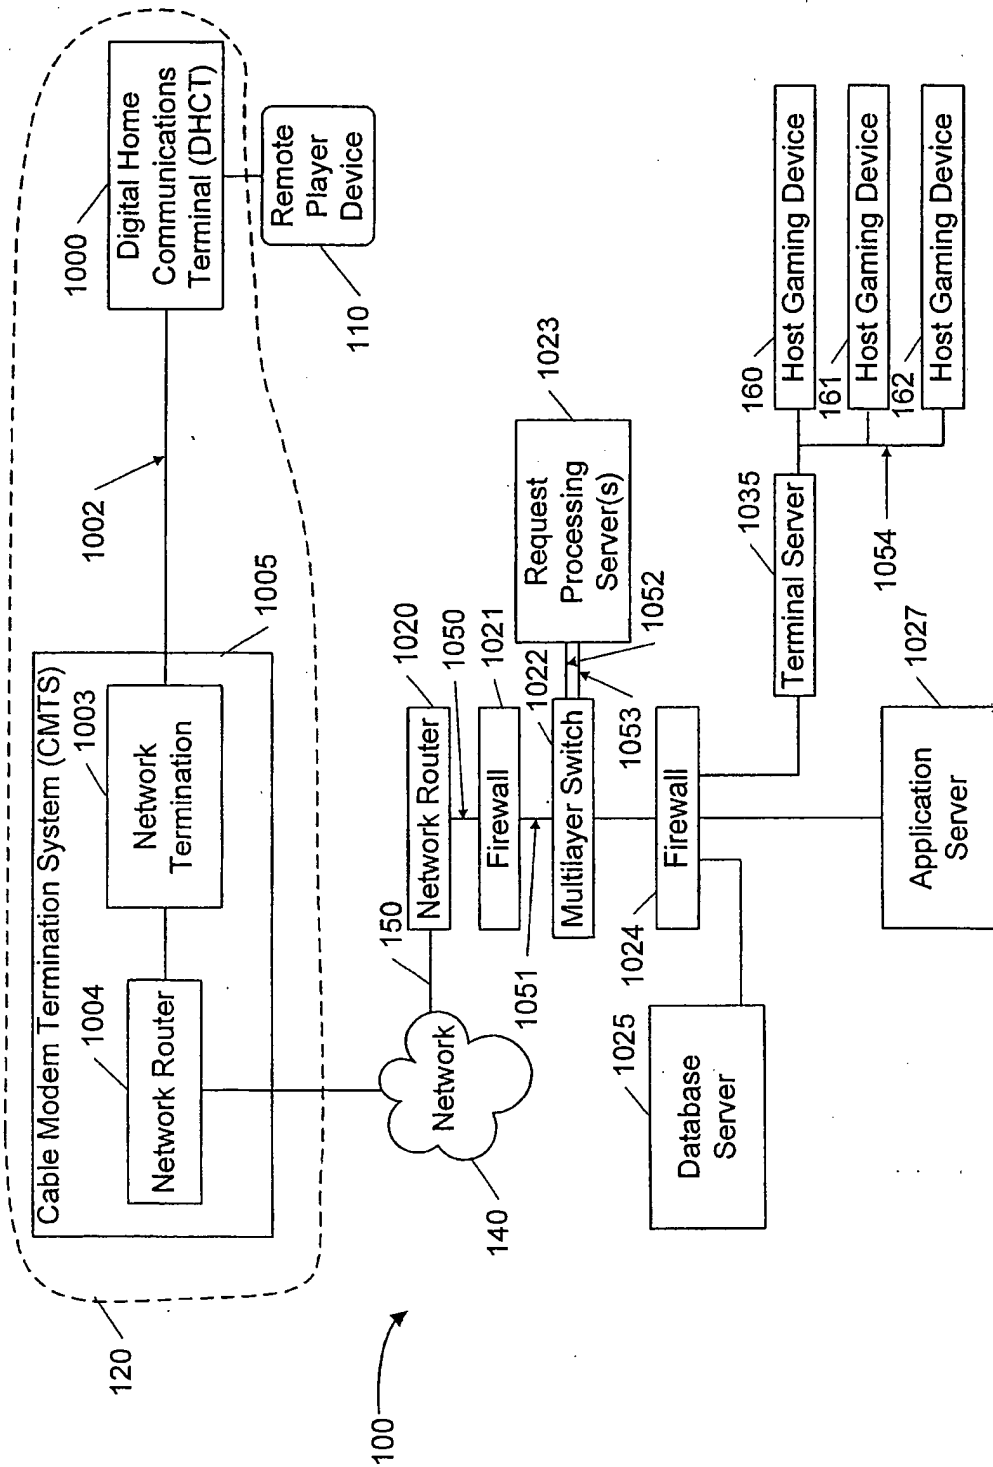 Cable Modem Termination System (CMTS)
1003
Network
Termination
1004
Network Router
1005
1002
1000
Digital Home
Communications
Terminal (DHCT)
Remote
Player
Device
110
120
100
140
Network
150
Network Router
1020
1050
Firewall
1021
1051
Multilayer Switch
1022
1052
1053
Request
Processing
Server(s)
1023
Firewall
1024
1025
Database
Server
Application
Server
1027
Terminal Server
1035
1054
160
Host Gaming Device
161
Host Gaming Device
162
Host Gaming Device